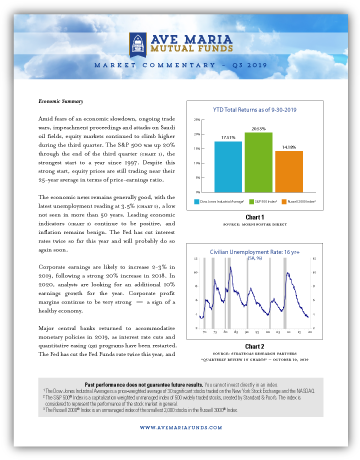 AVE MARIA
MUTUAL FUNDS
MARKET COMMENTARY – Q3 2019
Economic Summary
Amid fears of an economic slowdown, ongoing trade
wars, impeachment proceedings and attacks on Saudi
oil fields, equity markets continued to climb higher
during the third quarter. The S&P 500 was up 20%
through the end of the third quarter (CHART 1), the
strongest start to a year since 1997. Despite this
strong start, equity prices are still trading near their
25-year average in terms of price-earnings ratio.
The economic news remains generally good, with the
latest unemployment reading at 3.5% (CHART 2), a low
not seen in more than 50 years. Leading economic
indicators (CHART 3) continue to be positive, and
inflation remains benign. The Fed has cut interest
rates twice so far this year and will probably do so
again soon.
Corporate earnings are likely to increase 2-3% in
2019, following a strong 20% increase in 2018. In
2020, analysts are looking for an additional 10%
earnings growth for the year. Corporate profit
margins continue to be very strong — a sign of a
healthy economy.
Major central banks returned to accommodative
monetary policies in 2019, as interest rate cuts and
quantitative easing (QE) programs have been restarted.
The Fed has cut the Fed Funds rate twice this year, and
YTD Total Returns as of 9-30-2019
17.51%
20.55%
14.18%
Dow Jones Industrial Average¹
S&P 500 Index²
Russell 2000 Index³
Chart 1
SOURCE: MORNINGSTAR DIRECT
Civilian Unemployment Rate: 16 yr+
(SA, %)
Chart 2
SOURCE: STRATEGAS RESEARCH PARTNERS
"QUARTERLY REVIEW IN CHARTS" – OCTOBER 10, 2019
Past performance does not guarantee future results. You cannot invest directly in an index.
¹ The Dow Jones Industrial Average is a price-weighted average of 30 significant stocks traded on the New York Stock Exchange and the NASDAQ.
² The S&P 500® Index is a capitalization weighted unmanaged index of 500 widely traded stocks, created by Standard & Poor's. The index is
considered to represent the performance of the stock market in general.
³ The Russell 2000® Index is an unmanaged index of the smallest 2,000 stocks in the Russell 3000® Index.
WWW.AVEMARIAFUNDS.COM